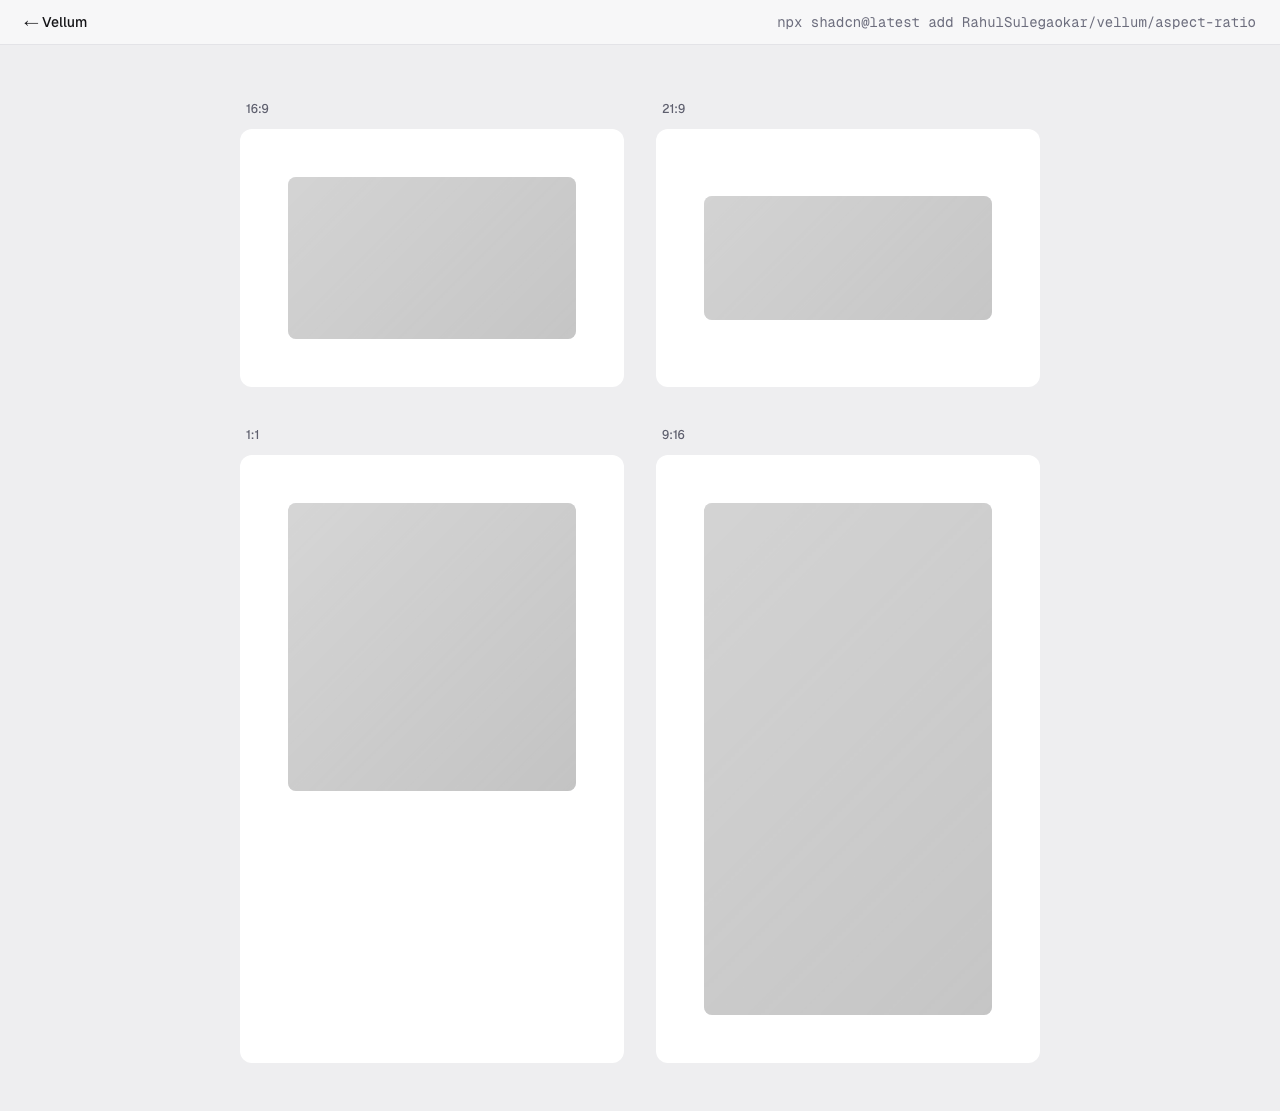 ← Vellum
npx shadcn@latest add RahulSulegaokar/vellum/aspect-ratio
16:9
21:9
1:1
9:16